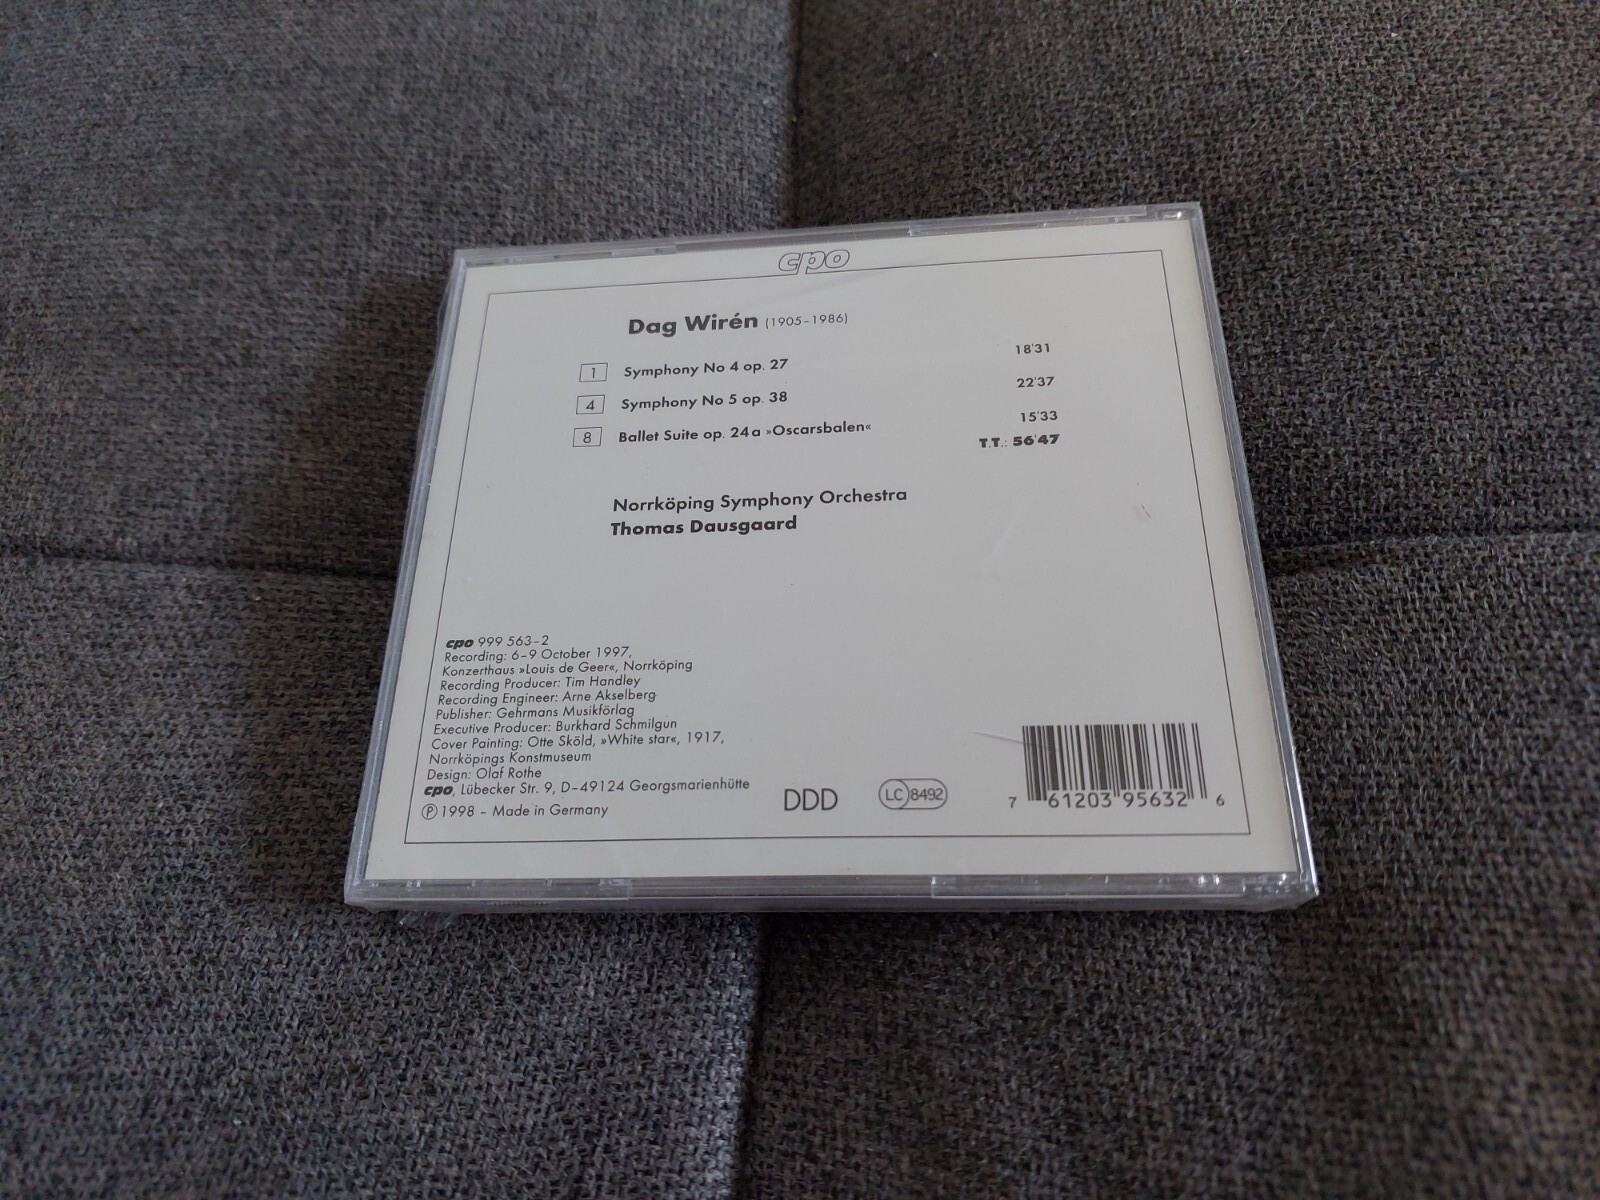 cpo
Dag Wirén (1905–1986)
1 Symphony No 4 op. 27 18'31
4 Symphony No 5 op. 38 22'37
8 Ballet Suite op. 24a »Oscarsbalen« 15'33
T.T.: 56'47
Norrköping Symphony Orchestra
Thomas Dausgaard
cpo 999 563–2
Recording: 6–9 October 1997,
Konzerthaus »Louis de Geer«, Norrköping
Recording Producer: Tim Handley
Recording Engineer: Arne Akselberg
Publisher: Gehrmans Musikförlag
Executive Producer: Burkhard Schmilgun
Cover Painting: Otte Sköld, »White star«, 1917,
Norrköpings Konstmuseum
Design: Olaf Rothe
cpo, Lübecker Str. 9, D–49124 Georgsmarienhütte
Ⓟ 1998 – Made in Germany
DDD
LC 8492
7 61203 95632 6